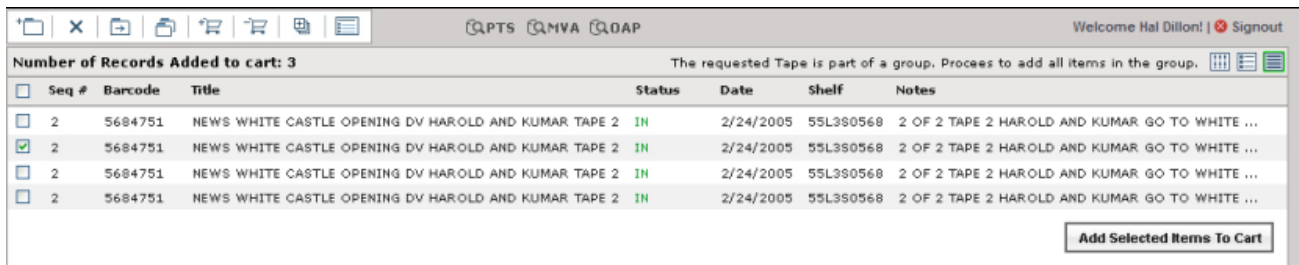 PTS MVA OAP Welcome Hal Dillon! | Signout
Number of Records Added to cart: 3 The requested Tape is part of a group. Procees to add all items in the group.
Seq # Barcode Title Status Date Shelf Notes
2 5684751 NEWS WHITE CASTLE OPENING DV HAROLD AND KUMAR TAPE 2 IN 2/24/2005 55L3S0568 2 OF 2 TAPE 2 HAROLD AND KUMAR GO TO WHITE ...
2 5684751 NEWS WHITE CASTLE OPENING DV HAROLD AND KUMAR TAPE 2 IN 2/24/2005 55L3S0568 2 OF 2 TAPE 2 HAROLD AND KUMAR GO TO WHITE ...
2 5684751 NEWS WHITE CASTLE OPENING DV HAROLD AND KUMAR TAPE 2 IN 2/24/2005 55L3S0568 2 OF 2 TAPE 2 HAROLD AND KUMAR GO TO WHITE ...
2 5684751 NEWS WHITE CASTLE OPENING DV HAROLD AND KUMAR TAPE 2 IN 2/24/2005 55L3S0568 2 OF 2 TAPE 2 HAROLD AND KUMAR GO TO WHITE ...
Add Selected Items To Cart